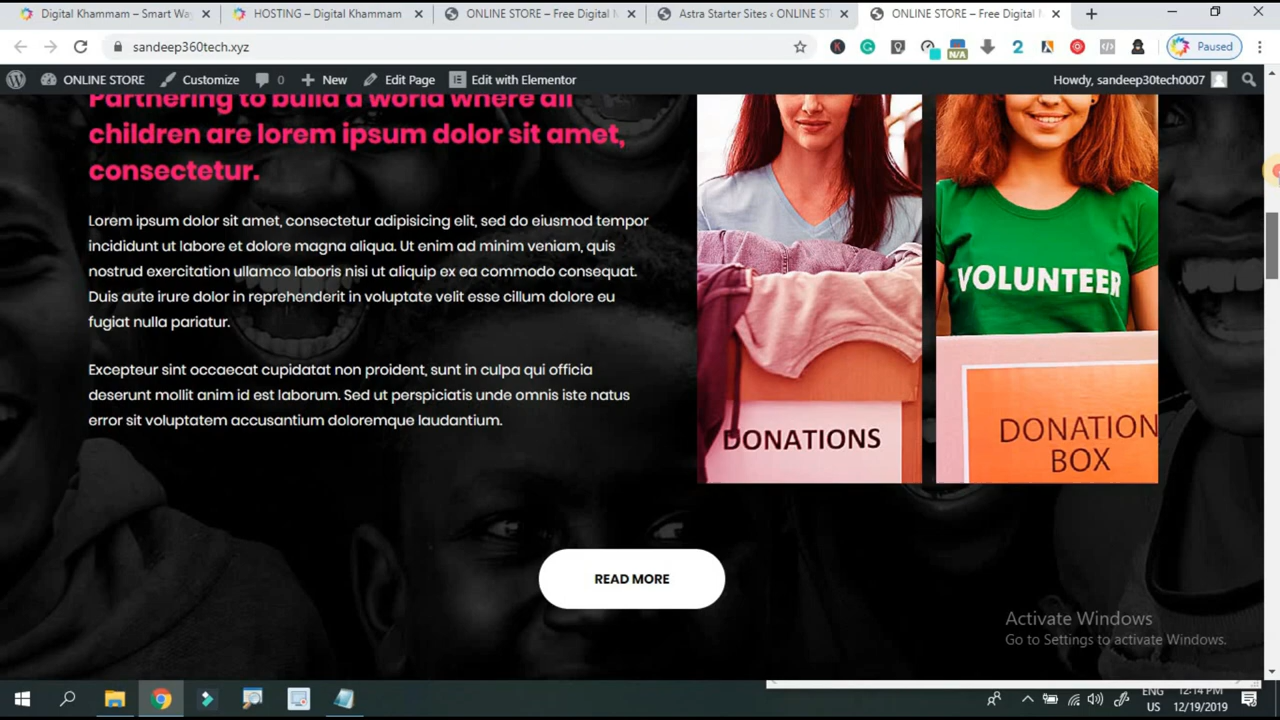 Digital Khammam – Smart Wa
HOSTING – Digital Khammam
ONLINE STORE – Free Digital
Astra Starter Sites ‹ ONLINE ST
ONLINE STORE – Free Digital
sandeep360tech.xyz
N/A
Paused
ONLINE STORE
Customize
0
New
Edit Page
Edit with Elementor
Howdy, sandeep30tech0007
Partnering to build a world where all
children are lorem ipsum dolor sit amet,
consectetur.
Lorem ipsum dolor sit amet, consectetur adipisicing elit, sed do eiusmod tempor
incididunt ut labore et dolore magna aliqua. Ut enim ad minim veniam, quis
nostrud exercitation ullamco laboris nisi ut aliquip ex ea commodo consequat.
Duis aute irure dolor in reprehenderit in voluptate velit esse cillum dolore eu
fugiat nulla pariatur.
Excepteur sint occaecat cupidatat non proident, sunt in culpa qui officia
deserunt mollit anim id est laborum. Sed ut perspiciatis unde omnis iste natus
error sit voluptatem accusantium doloremque laudantium.
DONATIONS
VOLUNTEER
DONATION
BOX
READ MORE
Activate Windows
Go to Settings to activate Windows.
ENG
US
12:14 PM
12/19/2019